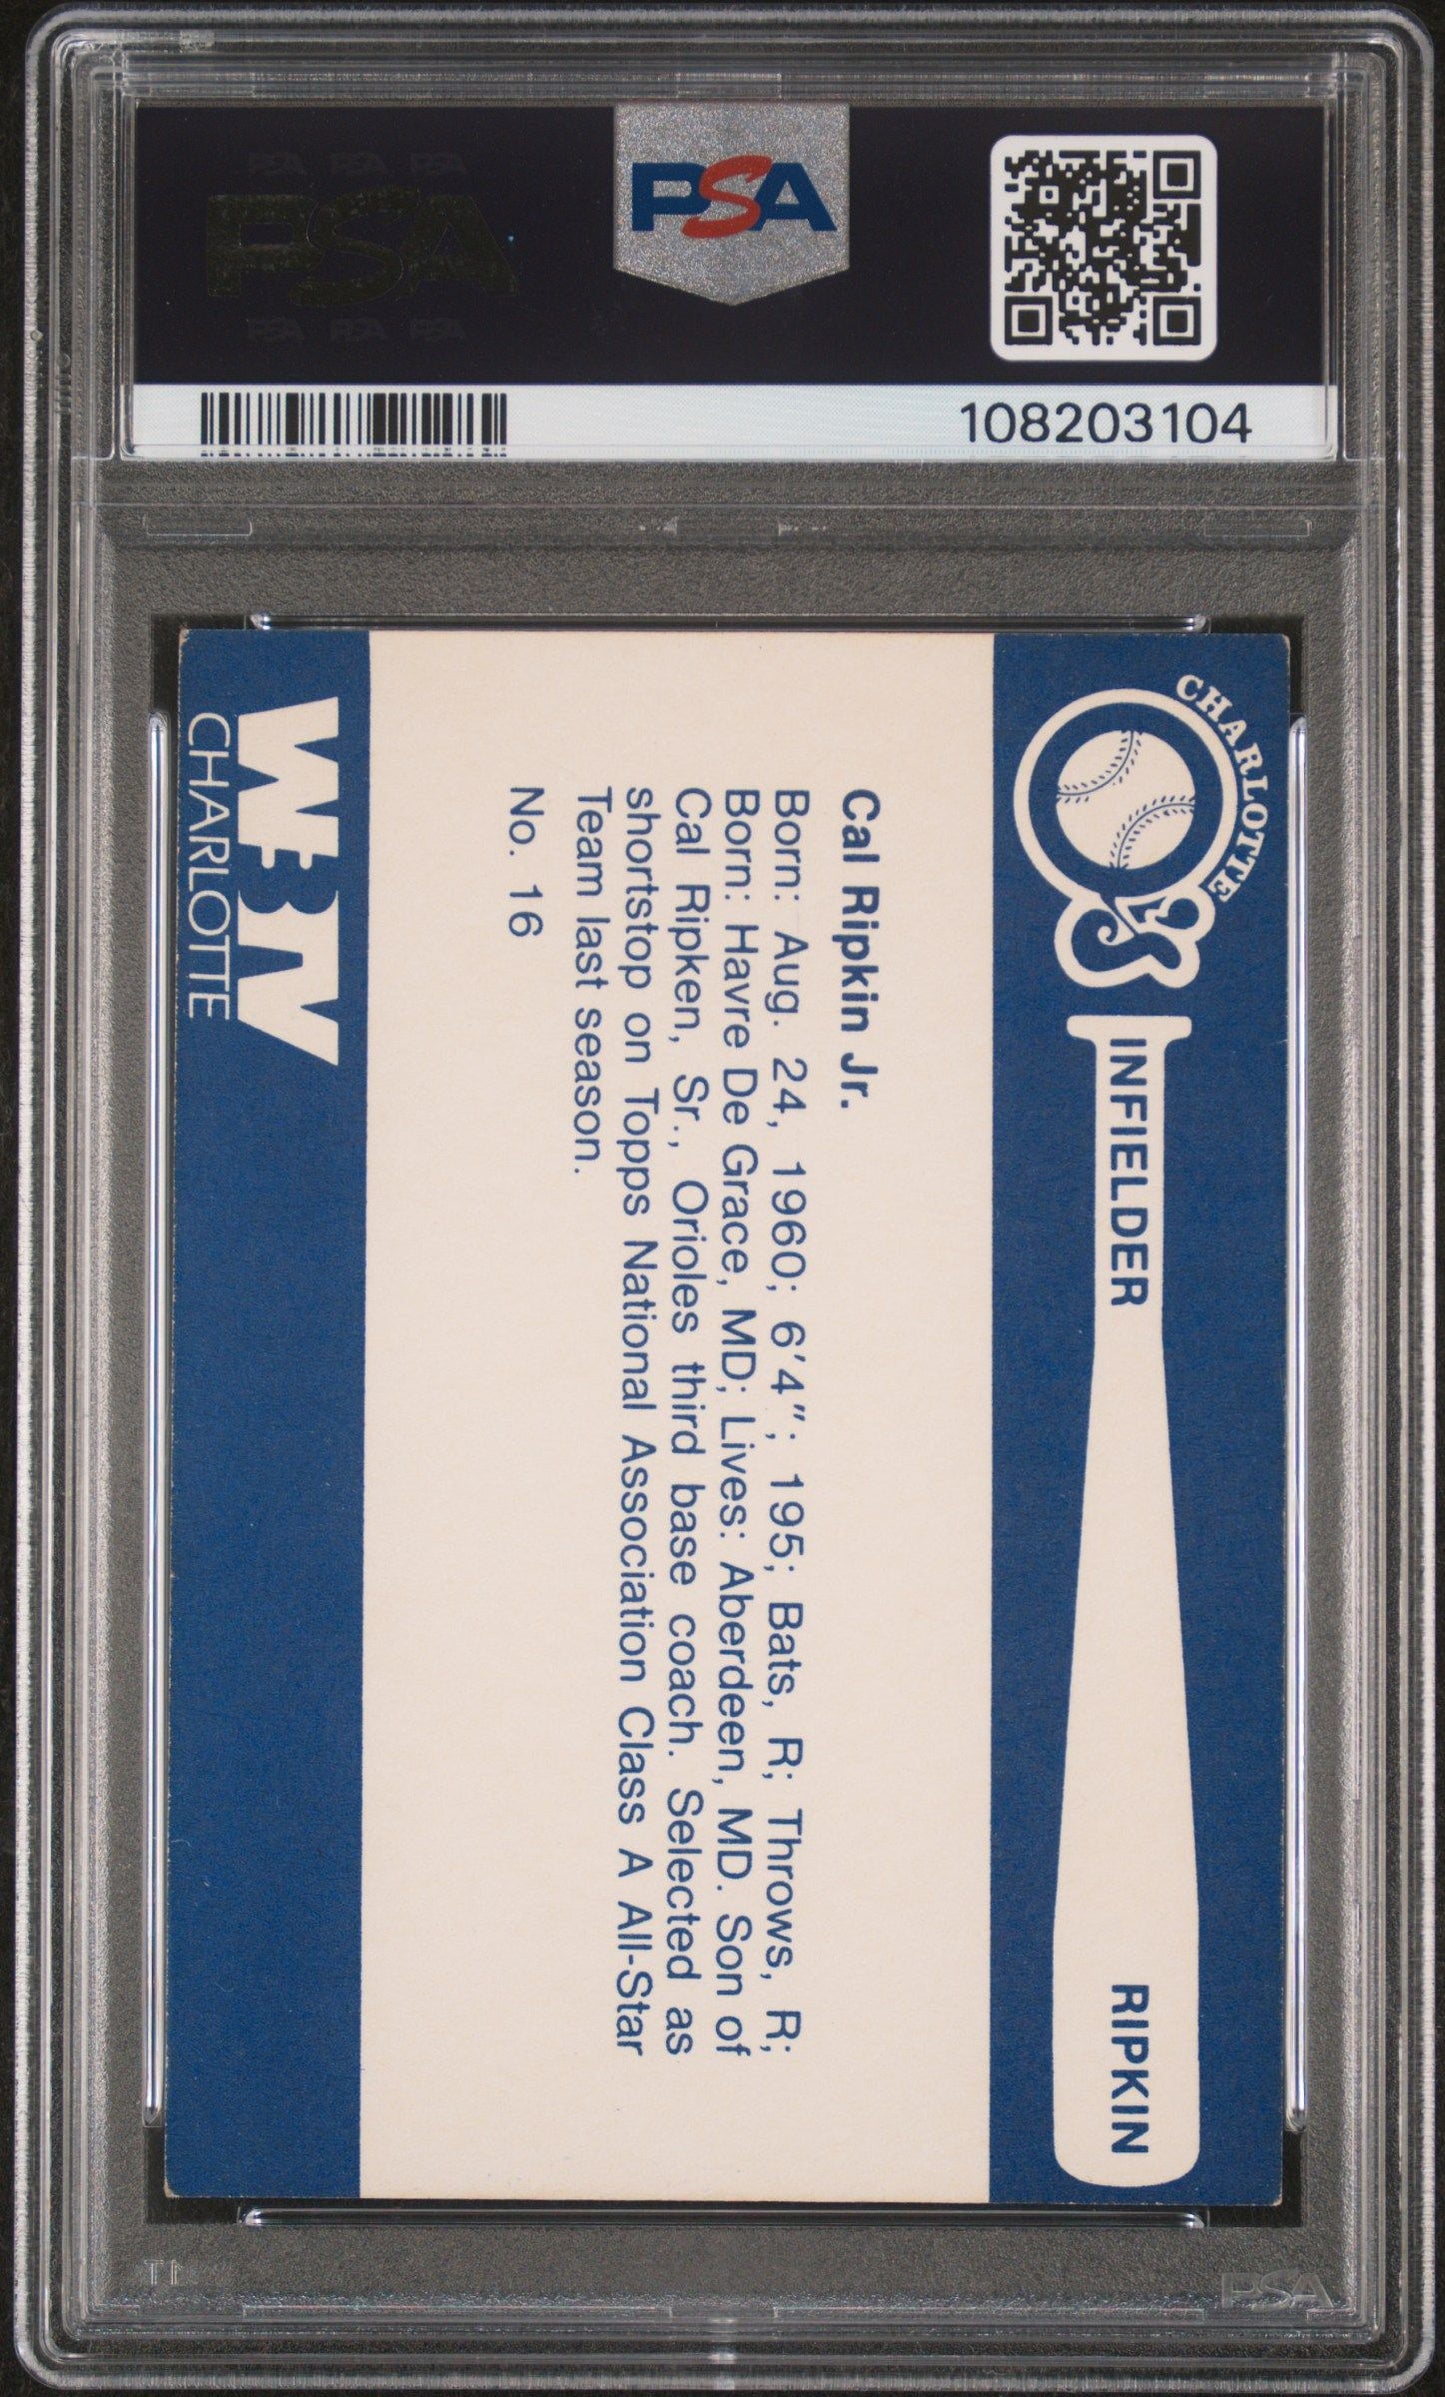 PSA
108203104
CHARLOTTE
O's
INFIELDER
RIPKIN
Cal Ripkin Jr.
Born: Aug. 24, 1960; 6'4"; 195; Bats, R; Throws, R;
Born: Havre De Grace, MD; Lives: Aberdeen, MD. Son of
Cal Ripken, Sr., Orioles third base coach. Selected as
shortstop on Topps National Association Class A All-Star
Team last season.
No. 16
WBTV
CHARLOTTE
PSA